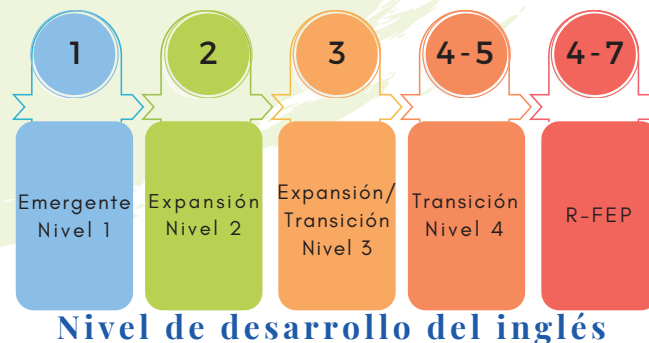 1
2
3
4-5
4-7
Emergente
Nivel 1
Expansión
Nivel 2
Expansión/
Transición
Nivel 3
Transición
Nivel 4
R-FEP
Nivel de desarrollo del inglés